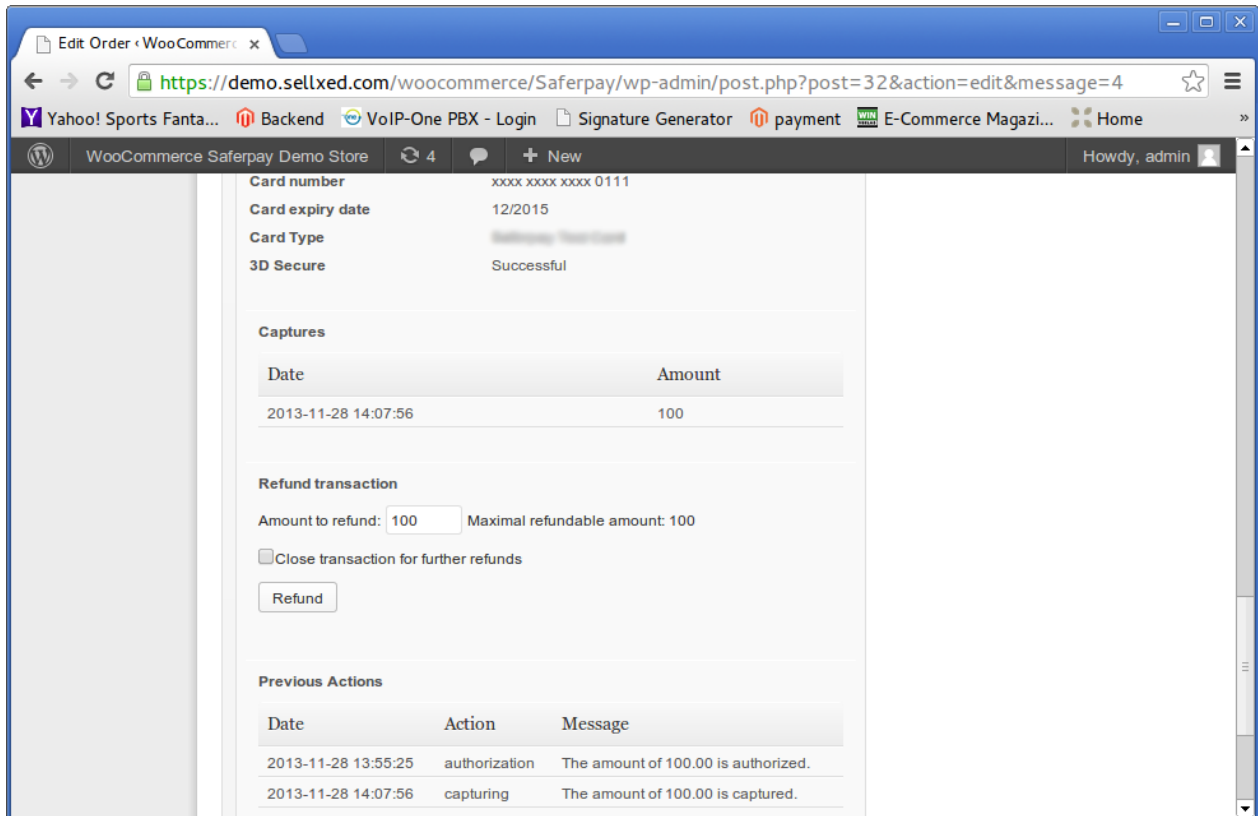 Edit Order ‹ WooCommerc
https://demo.sellxed.com/woocommerce/Saferpay/wp-admin/post.php?post=32&action=edit&message=4
Yahoo! Sports Fanta... Backend VoIP-One PBX - Login Signature Generator payment E-Commerce Magazi... Home »
WooCommerce Saferpay Demo Store 4 + New Howdy, admin
Card number xxxx xxxx xxxx 0111
Card expiry date 12/2015
Card Type
3D Secure Successful
Captures
Date Amount
2013-11-28 14:07:56 100
Refund transaction
Amount to refund: 100 Maximal refundable amount: 100
Close transaction for further refunds
Refund
Previous Actions
Date Action Message
2013-11-28 13:55:25 authorization The amount of 100.00 is authorized.
2013-11-28 14:07:56 capturing The amount of 100.00 is captured.